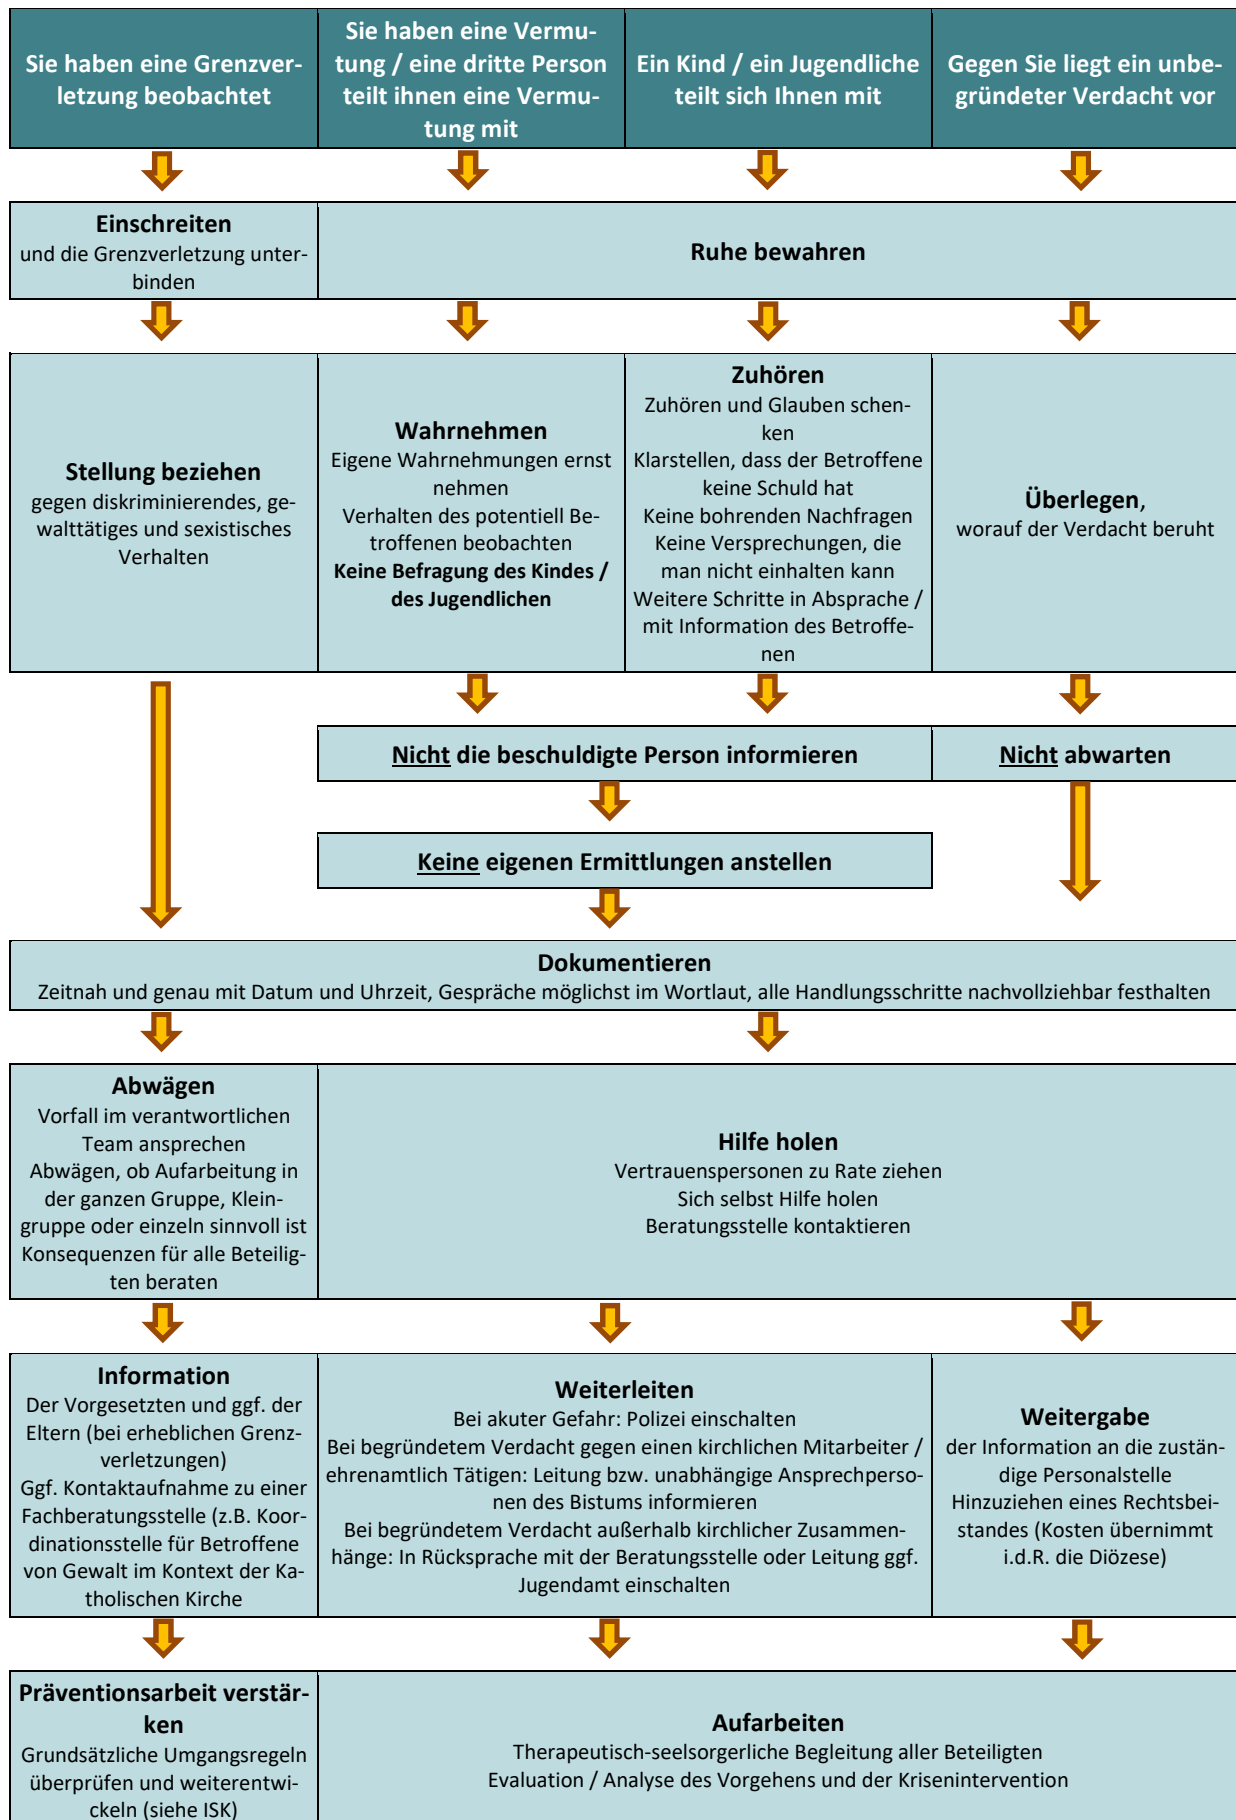 Sie haben eine Grenzver-
letzung beobachtet
Sie haben eine Vermu-
tung / eine dritte Person
teilt ihnen eine Vermu-
tung mit
Ein Kind / ein Jugendliche
teilt sich Ihnen mit
Gegen Sie liegt ein unbe-
gründeter Verdacht vor
Einschreiten
und die Grenzverletzung unter-
binden
Ruhe bewahren
Stellung beziehen
gegen diskriminierendes, ge-
walttätiges und sexistisches
Verhalten
Wahrnehmen
Eigene Wahrnehmungen ernst
nehmen
Verhalten des potentiell Be-
troffenen beobachten
Keine Befragung des Kindes /
des Jugendlichen
Zuhören
Zuhören und Glauben schen-
ken
Klarstellen, dass der Betroffene
keine Schuld hat
Keine bohrenden Nachfragen
Keine Versprechungen, die
man nicht einhalten kann
Weitere Schritte in Absprache /
mit Information des Betroffe-
nen
Überlegen,
worauf der Verdacht beruht
Nicht die beschuldigte Person informieren
Nicht abwarten
Keine eigenen Ermittlungen anstellen
Dokumentieren
Zeitnah und genau mit Datum und Uhrzeit, Gespräche möglichst im Wortlaut, alle Handlungsschritte nachvollziehbar festhalten
Abwägen
Vorfall im verantwortlichen
Team ansprechen
Abwägen, ob Aufarbeitung in
der ganzen Gruppe, Klein-
gruppe oder einzeln sinnvoll ist
Konsequenzen für alle Beteilig-
ten beraten
Hilfe holen
Vertrauenspersonen zu Rate ziehen
Sich selbst Hilfe holen
Beratungsstelle kontaktieren
Information
Der Vorgesetzten und ggf. der
Eltern (bei erheblichen Grenz-
verletzungen)
Ggf. Kontaktaufnahme zu einer
Fachberatungsstelle (z.B. Koor-
dinationsstelle für Betroffene
von Gewalt im Kontext der Ka-
tholischen Kirche
Weiterleiten
Bei akuter Gefahr: Polizei einschalten
Bei begründetem Verdacht gegen einen kirchlichen Mitarbeiter /
ehrenamtlich Tätigen: Leitung bzw. unabhängige Ansprechperso-
nen des Bistums informieren
Bei begründetem Verdacht außerhalb kirchlicher Zusammen-
hänge: In Rücksprache mit der Beratungsstelle oder Leitung ggf.
Jugendamt einschalten
Weitergabe
der Information an die zustän-
dige Personalstelle
Hinzuziehen eines Rechtsbei-
standes (Kosten übernimmt
i.d.R. die Diözese)
Präventionsarbeit verstär-
ken
Grundsätzliche Umgangsregeln
überprüfen und weiterentwi-
ckeln (siehe ISK)
Aufarbeiten
Therapeutisch-seelsorgerliche Begleitung aller Beteiligten
Evaluation / Analyse des Vorgehens und der Krisenintervention